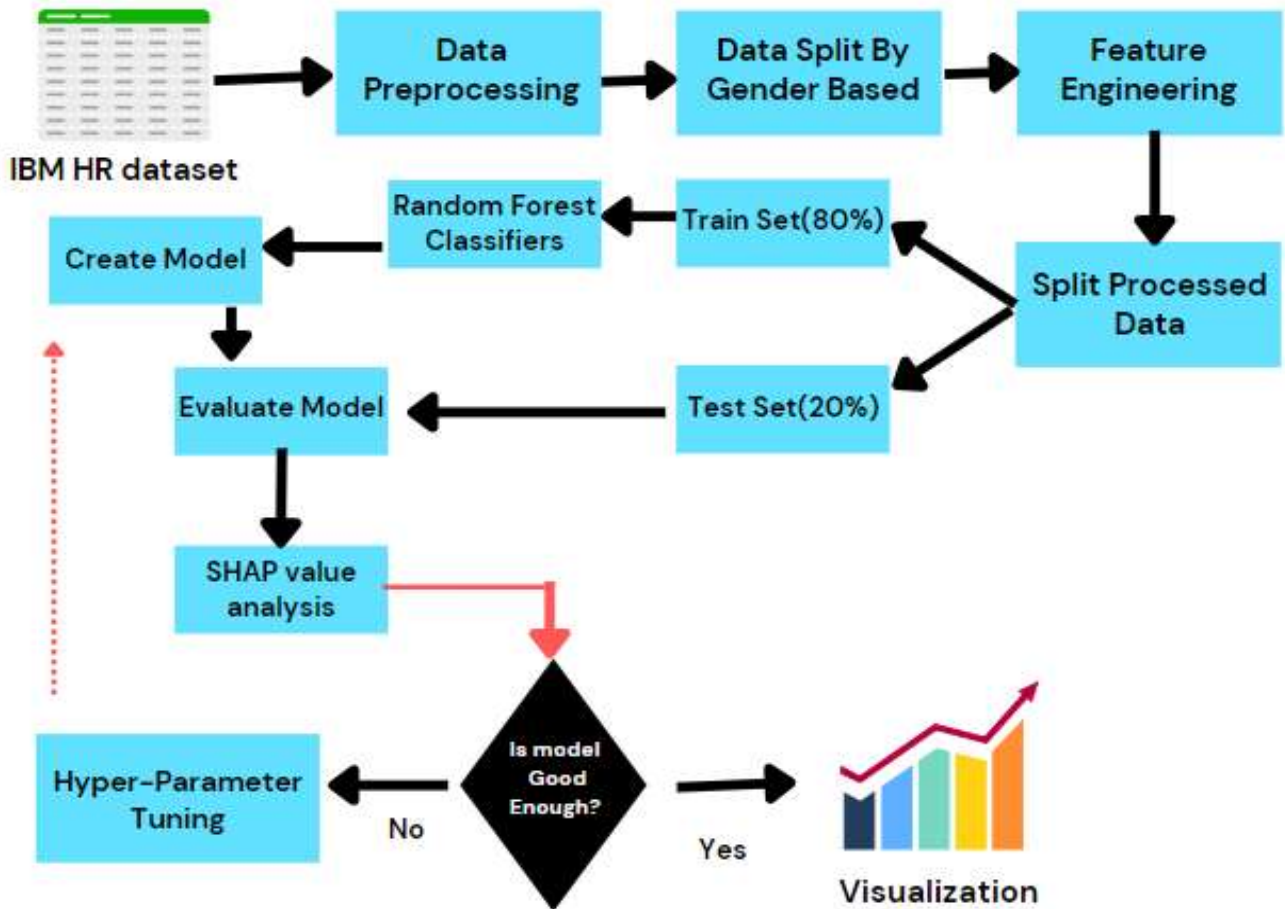 IBM HR dataset
Data
Preprocessing
Data Split By
Gender Based
Feature
Engineering
Split Processed
Data
Train Set(80%)
Random Forest
Classifiers
Create Model
Test Set(20%)
Evaluate Model
SHAP value
analysis
Is model
Good
Enough?
No
Hyper-Parameter
Tuning
Yes
Visualization